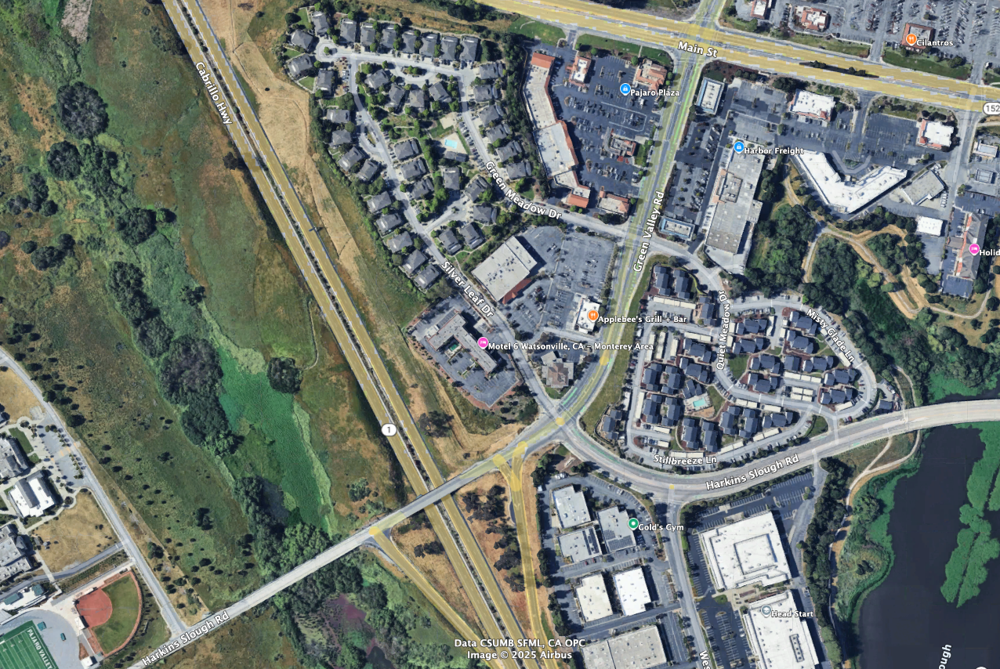 Main St
Cilantros
Cabrillo Hwy
Pajaro Plaza
152
Harbor Freight
Green Meadow Dr
Green Valley Rd
Holid
Silver Leaf Dr
Quiet Meadow Dr
Misty Glade Ln
Applebee's Grill + Bar
Motel 6 Watsonville, CA - Monterey Area
1
Stillbreeze Ln
Harkins Slough Rd
Gold's Gym
Head Start
Harkins Slough Rd
PAJARO VALLEY
Data CSUMB SFML, CA OPC
Image © 2025 Airbus
Wes
ough